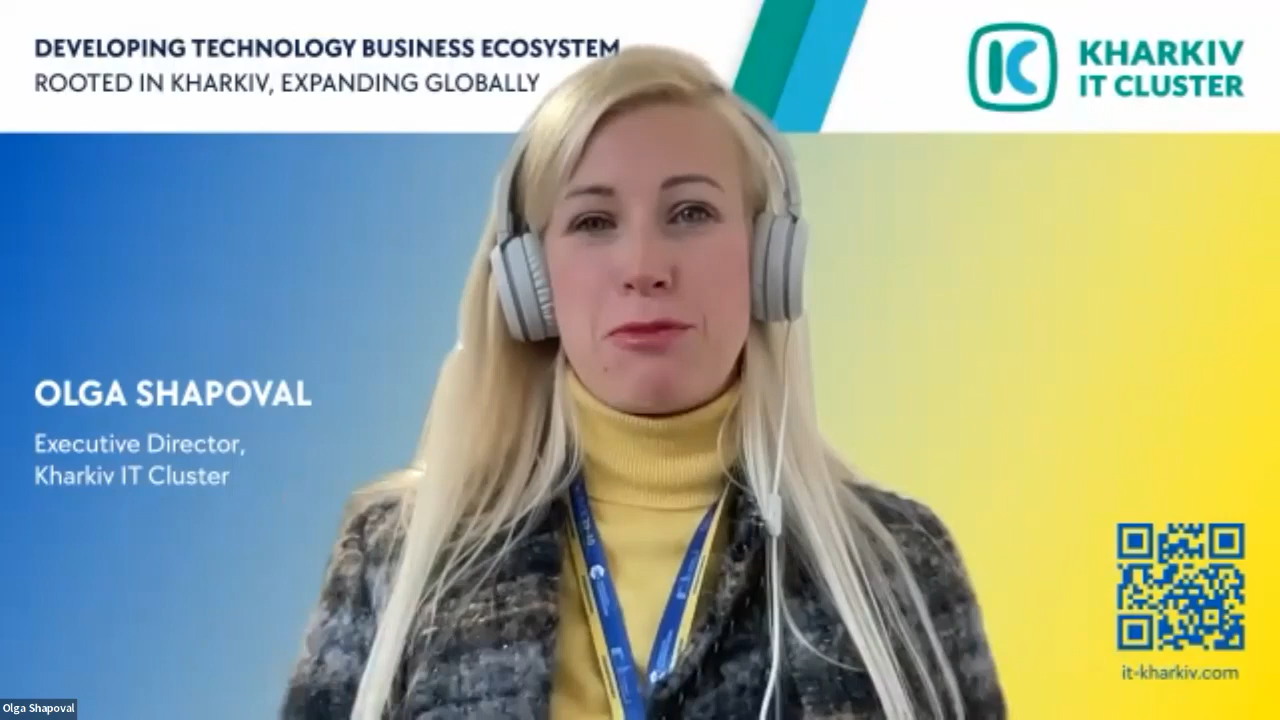 DEVELOPING TECHNOLOGY BUSINESS ECOSYSTEM
ROOTED IN KHARKIV, EXPANDING GLOBALLY
KHARKIV
IT CLUSTER
OLGA SHAPOVAL
Executive Director,
Kharkiv IT Cluster
it-kharkiv.com
Olga Shapoval